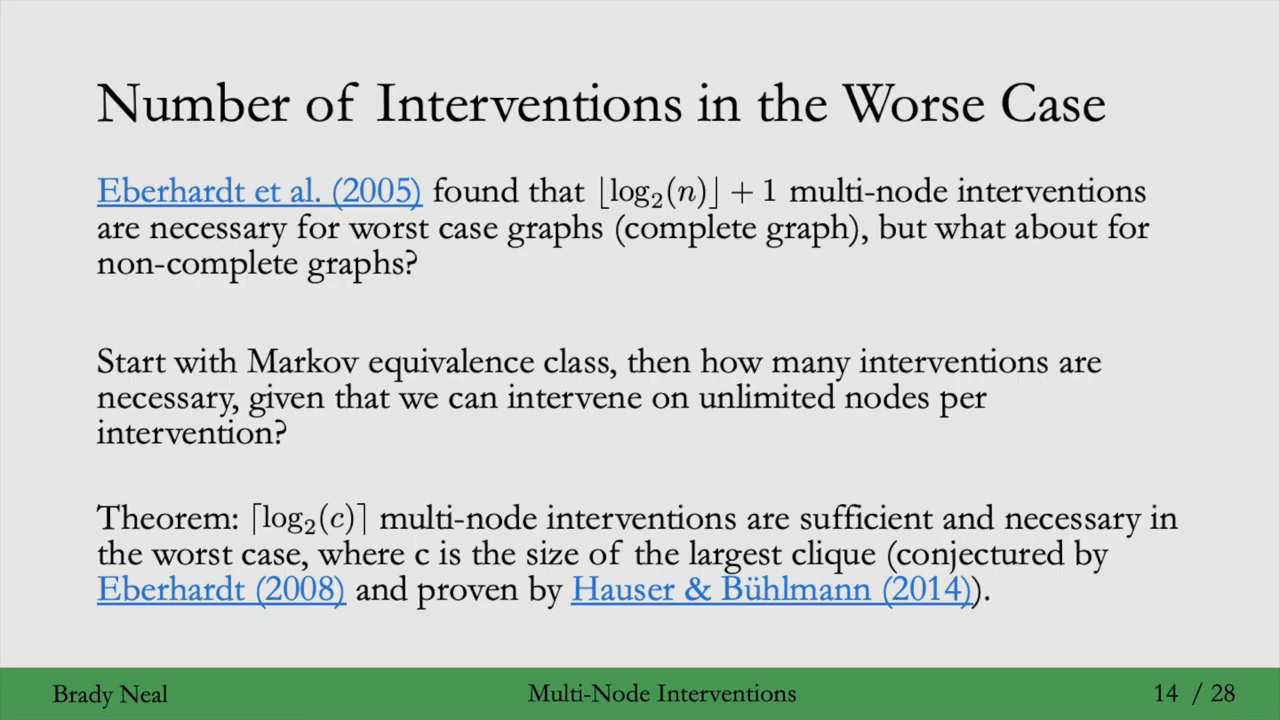 Number of Interventions in the Worse Case
Eberhardt et al. (2005) found that ⌊log₂(n)⌋ + 1 multi-node interventions
are necessary for worst case graphs (complete graph), but what about for
non-complete graphs?
Start with Markov equivalence class, then how many interventions are
necessary, given that we can intervene on unlimited nodes per
intervention?
Theorem: ⌈log₂(c)⌉ multi-node interventions are sufficient and necessary in
the worst case, where c is the size of the largest clique (conjectured by
Eberhardt (2008) and proven by Hauser & Bühlmann (2014)).
Brady Neal
Multi-Node Interventions
14 / 28